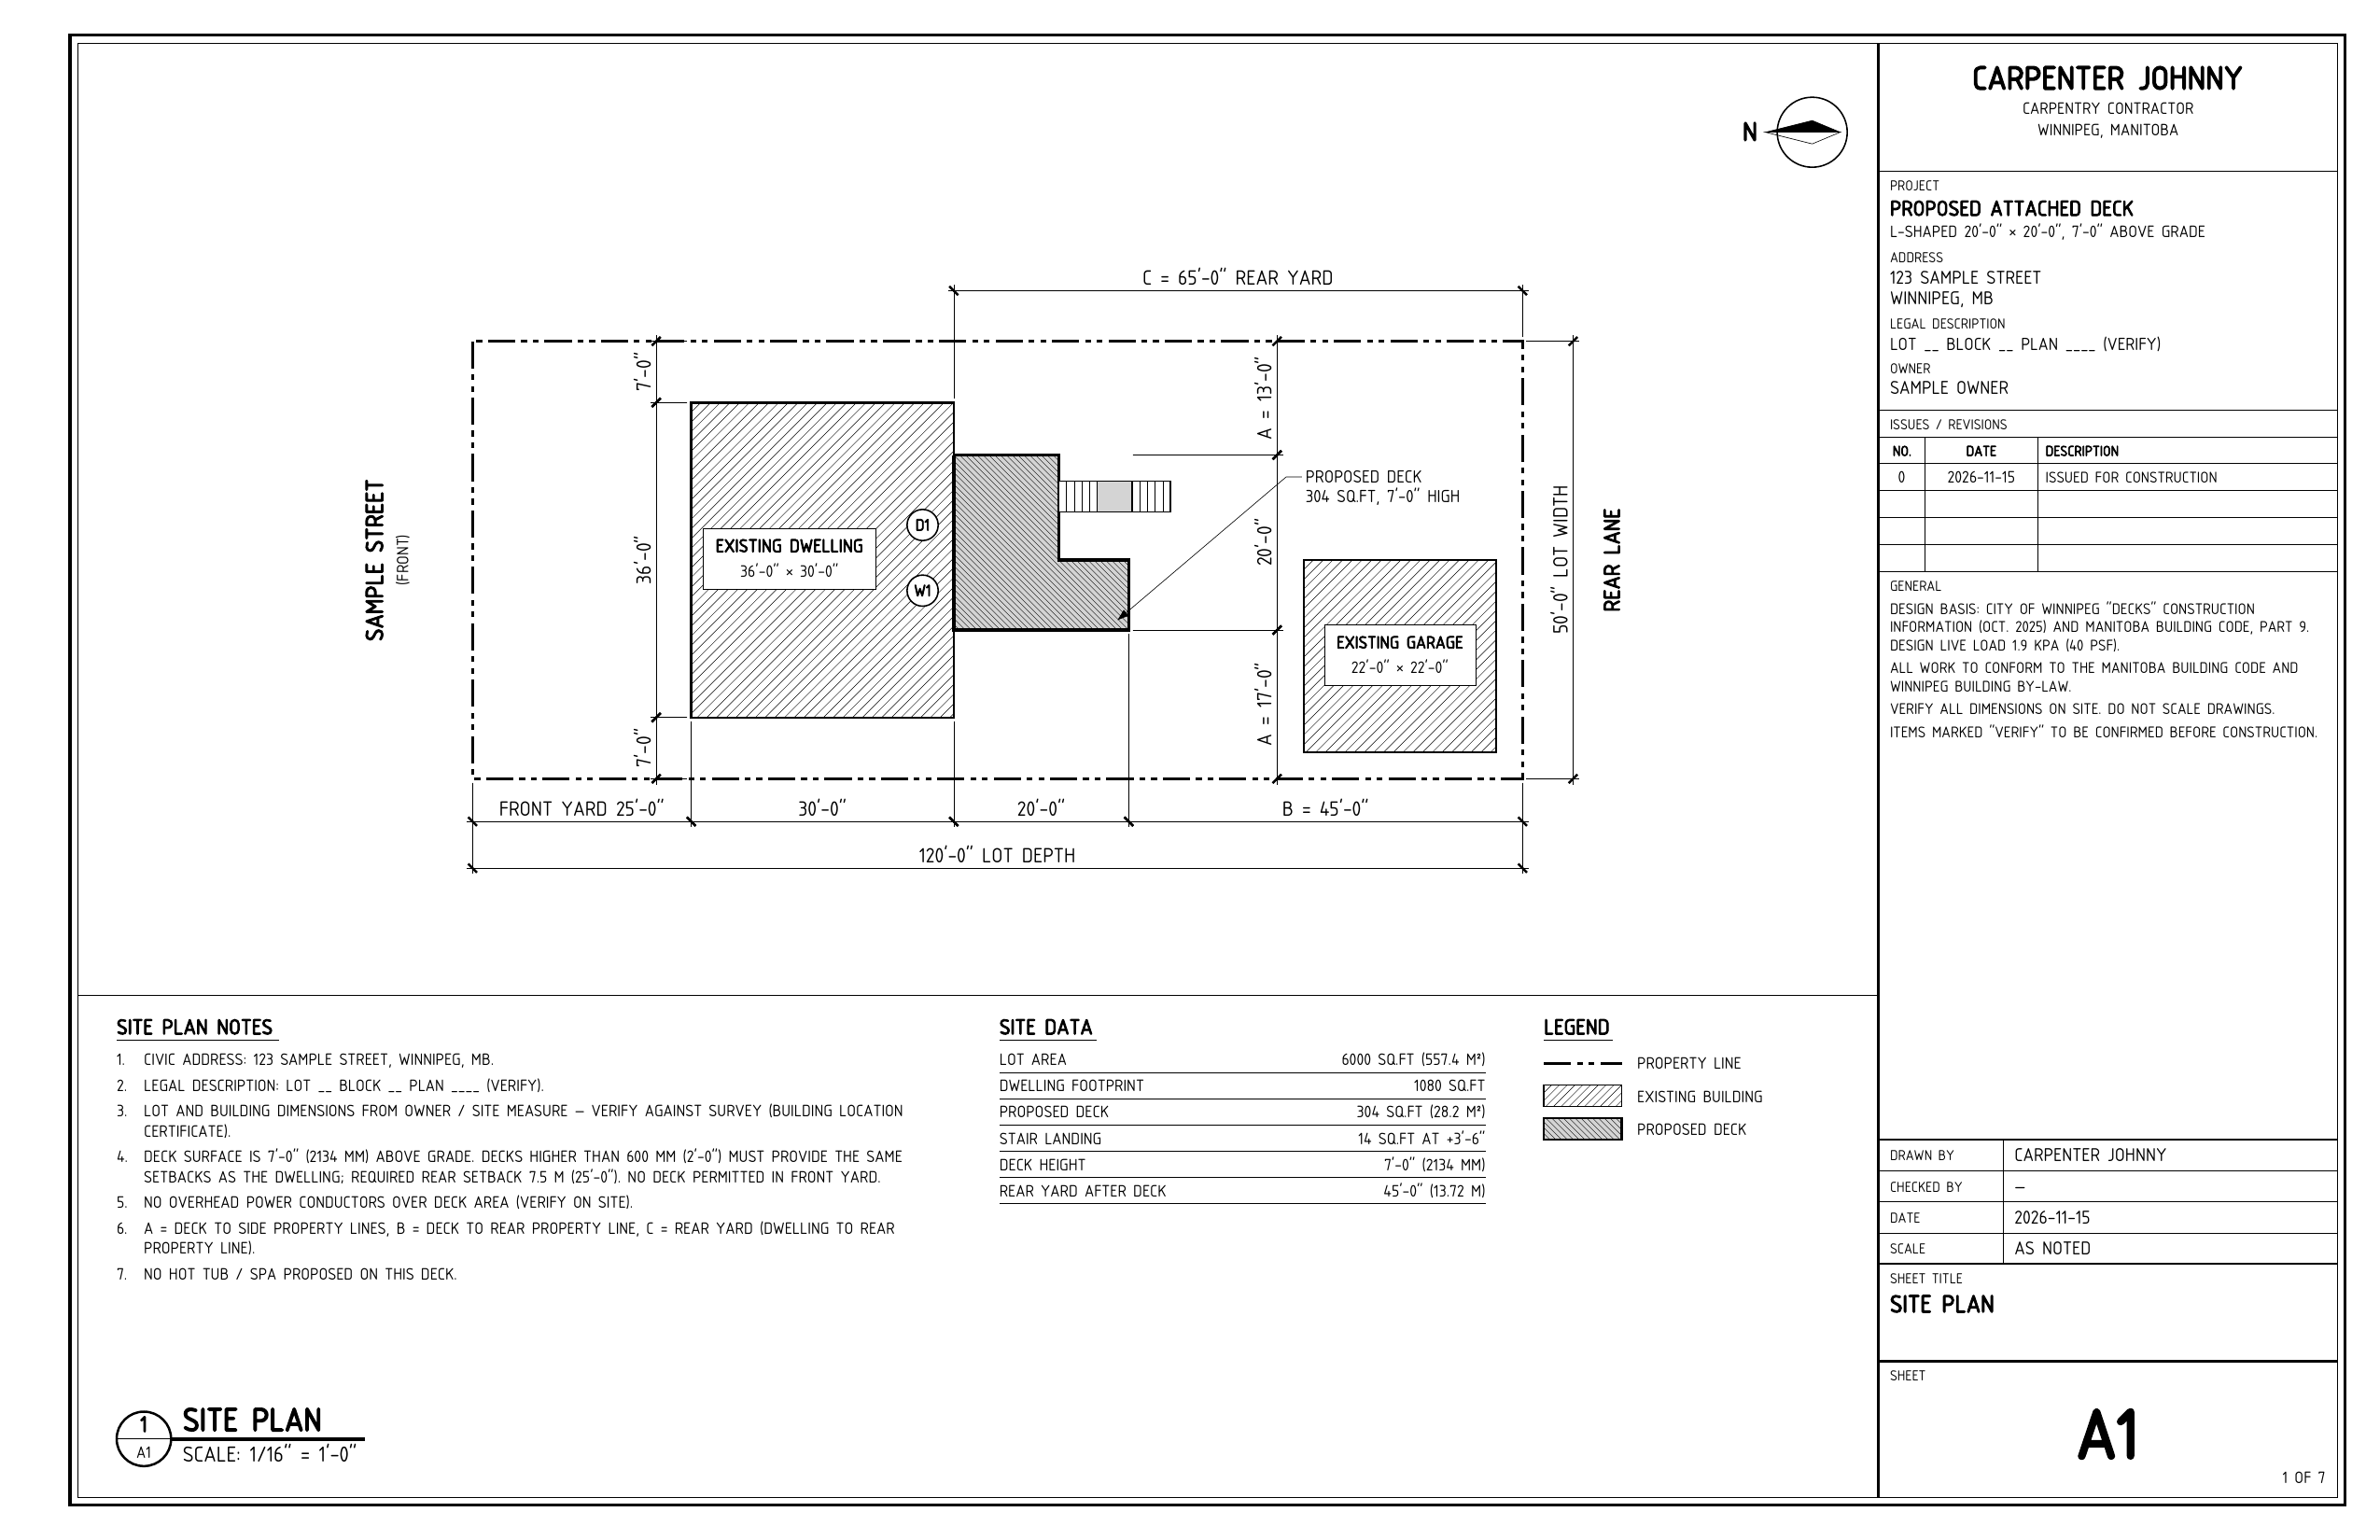 N
C = 65'-0" REAR YARD
7'-0"
A = 13'-0"
SAMPLE STREET
(FRONT)
36'-0"
EXISTING DWELLING
36'-0" × 30'-0"
D1
W1
PROPOSED DECK
304 SQ.FT, 7'-0" HIGH
20'-0"
50'-0" LOT WIDTH
REAR LANE
EXISTING GARAGE
22'-0" × 22'-0"
7'-0"
A = 17'-0"
FRONT YARD 25'-0"
30'-0"
20'-0"
B = 45'-0"
120'-0" LOT DEPTH
SITE PLAN NOTES
1. CIVIC ADDRESS: 123 SAMPLE STREET, WINNIPEG, MB.
2. LEGAL DESCRIPTION: LOT __ BLOCK __ PLAN ____ (VERIFY).
3. LOT AND BUILDING DIMENSIONS FROM OWNER / SITE MEASURE – VERIFY AGAINST SURVEY (BUILDING LOCATION
CERTIFICATE).
4. DECK SURFACE IS 7'-0" (2134 MM) ABOVE GRADE. DECKS HIGHER THAN 600 MM (2'-0") MUST PROVIDE THE SAME
SETBACKS AS THE DWELLING; REQUIRED REAR SETBACK 7.5 M (25'-0"). NO DECK PERMITTED IN FRONT YARD.
5. NO OVERHEAD POWER CONDUCTORS OVER DECK AREA (VERIFY ON SITE).
6. A = DECK TO SIDE PROPERTY LINES, B = DECK TO REAR PROPERTY LINE, C = REAR YARD (DWELLING TO REAR
PROPERTY LINE).
7. NO HOT TUB / SPA PROPOSED ON THIS DECK.
SITE DATA
LOT AREA 6000 SQ.FT (557.4 M²)
DWELLING FOOTPRINT 1080 SQ.FT
PROPOSED DECK 304 SQ.FT (28.2 M²)
STAIR LANDING 14 SQ.FT AT +3'-6"
DECK HEIGHT 7'-0" (2134 MM)
REAR YARD AFTER DECK 45'-0" (13.72 M)
LEGEND
PROPERTY LINE
EXISTING BUILDING
PROPOSED DECK
1
A1
SITE PLAN
SCALE: 1/16" = 1'-0"
CARPENTER JOHNNY
CARPENTRY CONTRACTOR
WINNIPEG, MANITOBA
PROJECT
PROPOSED ATTACHED DECK
L-SHAPED 20'-0" × 20'-0", 7'-0" ABOVE GRADE
ADDRESS
123 SAMPLE STREET
WINNIPEG, MB
LEGAL DESCRIPTION
LOT __ BLOCK __ PLAN ____ (VERIFY)
OWNER
SAMPLE OWNER
ISSUES / REVISIONS
NO. DATE DESCRIPTION
0 2026-11-15 ISSUED FOR CONSTRUCTION
GENERAL
DESIGN BASIS: CITY OF WINNIPEG "DECKS" CONSTRUCTION
INFORMATION (OCT. 2025) AND MANITOBA BUILDING CODE, PART 9.
DESIGN LIVE LOAD 1.9 KPA (40 PSF).
ALL WORK TO CONFORM TO THE MANITOBA BUILDING CODE AND
WINNIPEG BUILDING BY-LAW.
VERIFY ALL DIMENSIONS ON SITE. DO NOT SCALE DRAWINGS.
ITEMS MARKED "VERIFY" TO BE CONFIRMED BEFORE CONSTRUCTION.
DRAWN BY CARPENTER JOHNNY
CHECKED BY –
DATE 2026-11-15
SCALE AS NOTED
SHEET TITLE
SITE PLAN
SHEET
A1
1 OF 7